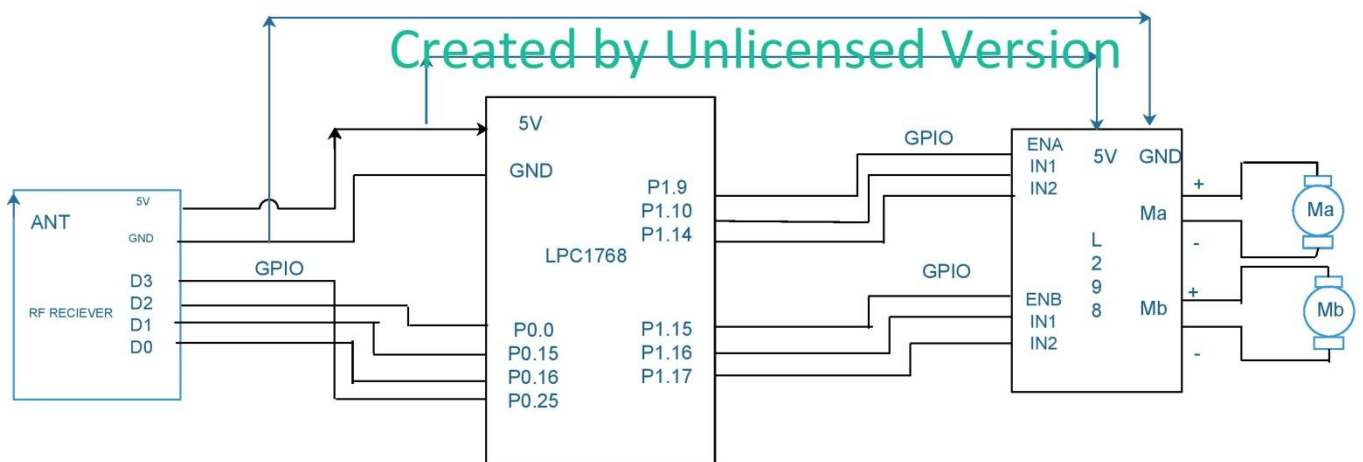 Created by Unlicensed Version
ANT
5V
GND
D3
D2
D1
D0
RF RECIEVER
GPIO
5V
GND
LPC1768
P0.0
P0.15
P0.16
P0.25
P1.9
P1.10
P1.14
P1.15
P1.16
P1.17
GPIO
GPIO
ENA
IN1
IN2
5V
GND
Ma
L
2
9
8
ENB
IN1
IN2
Mb
+
-
+
-
Ma
Mb